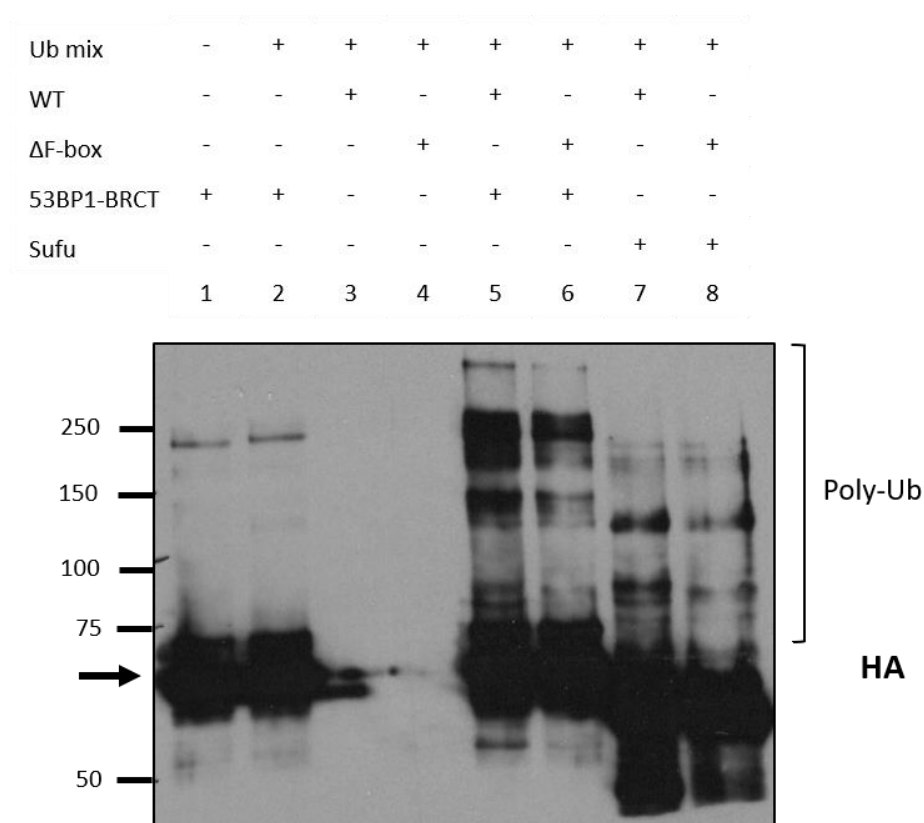 Ub mix - + + + + + + +
WT - - + - + - + -
ΔF-box - - - + - + - +
53BP1-BRCT + + - - + + - -
Sufu - - - - - - + +
1 2 3 4 5 6 7 8
250
150
Poly-Ub
100
75
HA
50